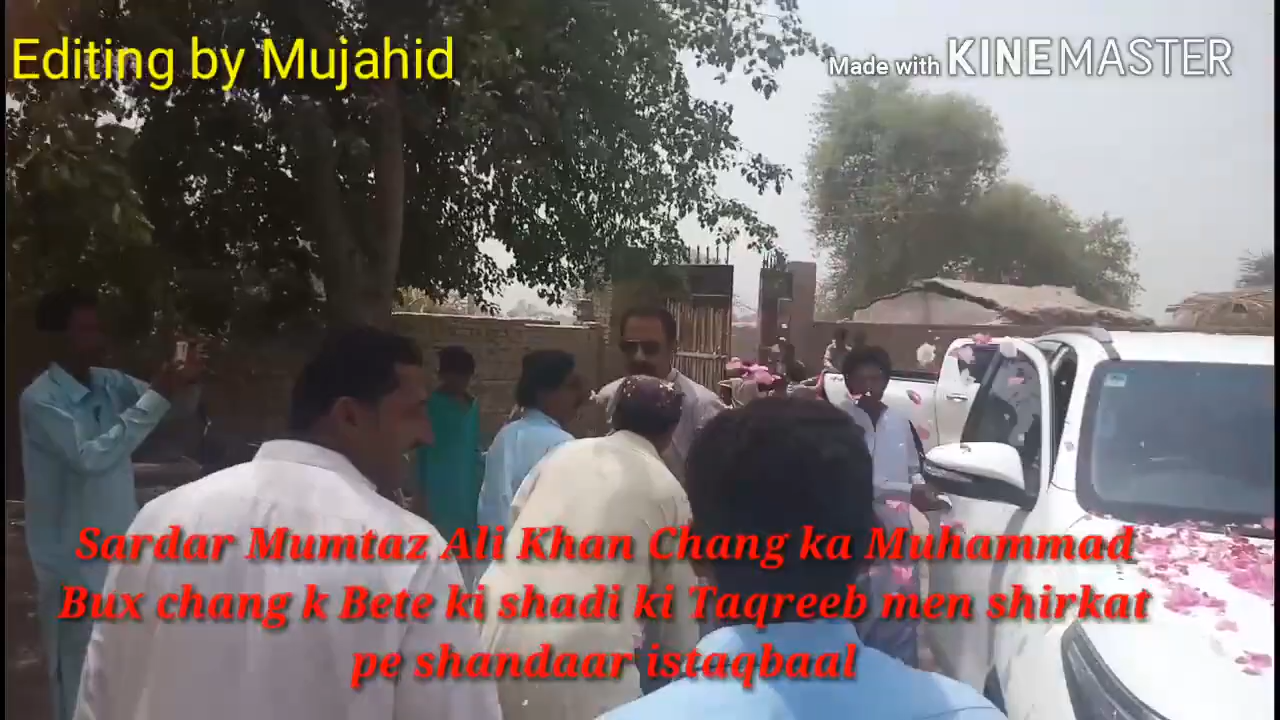 Editing by Mujahid
Made with KINEMASTER
Sardar Mumtaz Ali Khan Chang ka Muhammad
Bux chang k Bete ki shadi ki Taqreeb men shirkat
pe shandaar istaqbaal